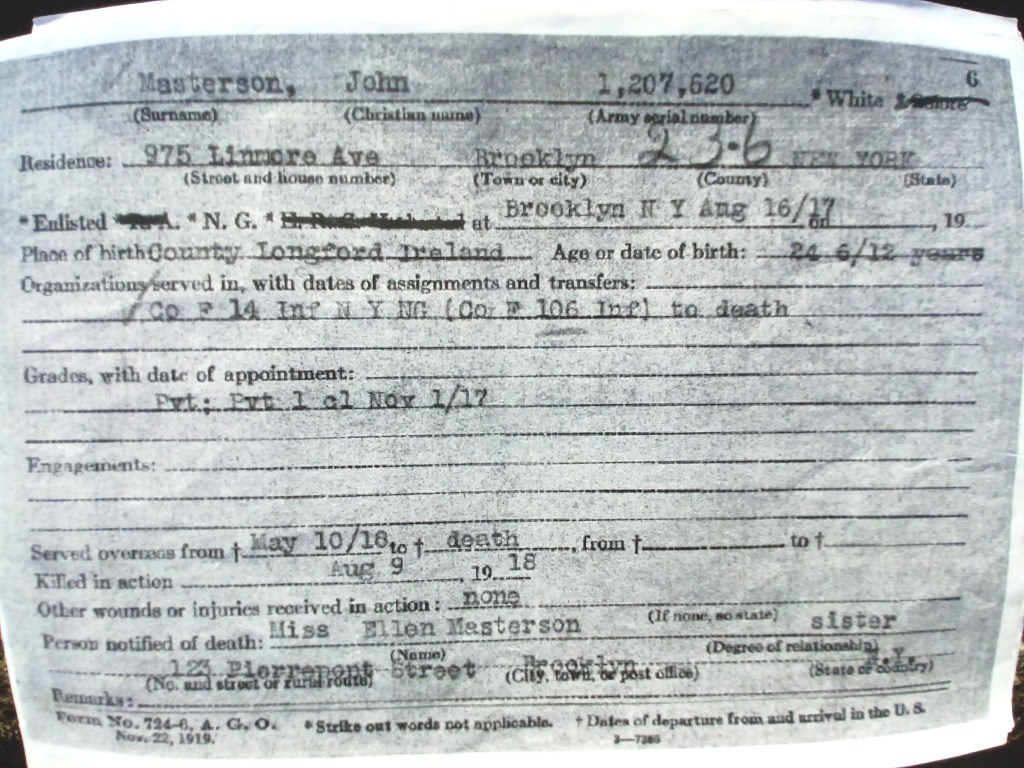 6
Masterson, John 1,207,620 * White
(Surname) (Christian name) (Army serial number)
Residence: 975 Linmore Ave Brooklyn 236 NEW YORK
(Street and house number) (Town or city) (County) (State)
* Enlisted * N. G. * at Brooklyn N Y Aug 16/17 on , 19
Place of birth County Longford Ireland Age or date of birth: 24 6/12 years
Organizations served in, with dates of assignments and transfers:
Co F 14 Inf N Y NG (Co F 106 Inf) to death
Grades, with date of appointment:
Pvt; Pvt 1 cl Nov 1/17
Engagements:
Served overseas from † May 10/18 to † death , from † to †
Killed in action Aug 9 , 19 18
Other wounds or injuries received in action: none
(If none, so state)
Person notified of death: Miss Ellen Masterson sister
(Name) (Degree of relationship)
123 Pierrepont Street Brooklyn
(No. and street or rural route) (City, town, or post office) (State or country)
Remarks:
Form No. 724-6, A. G. O. * Strike out words not applicable. † Dates of departure from and arrival in the U. S.
Nov. 22, 1919. 3—7386